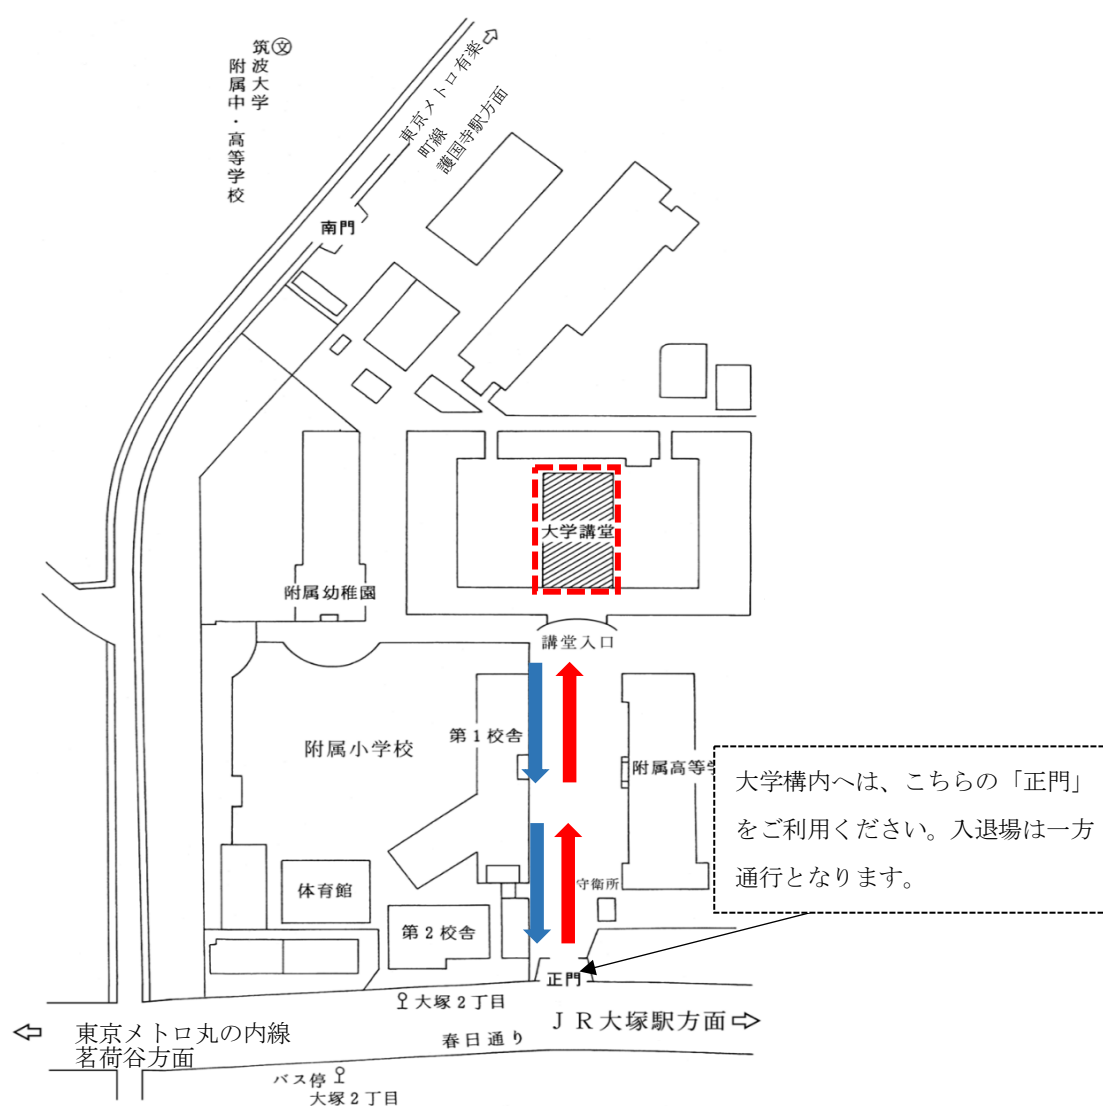 文
筑波大学
附属中・高等学校
東京メトロ有楽
町線
護国寺駅方面
南門
大学講堂
附属幼稚園
講堂入口
第1校舎
附属小学校
附属高等学
大学構内へは、こちらの「正門」
をご利用ください。入退場は一方
通行となります。
体育館
守衛所
第2校舎
正門
大塚2丁目
JR大塚駅方面
東京メトロ丸の内線
茗荷谷方面
春日通り
バス停
大塚2丁目